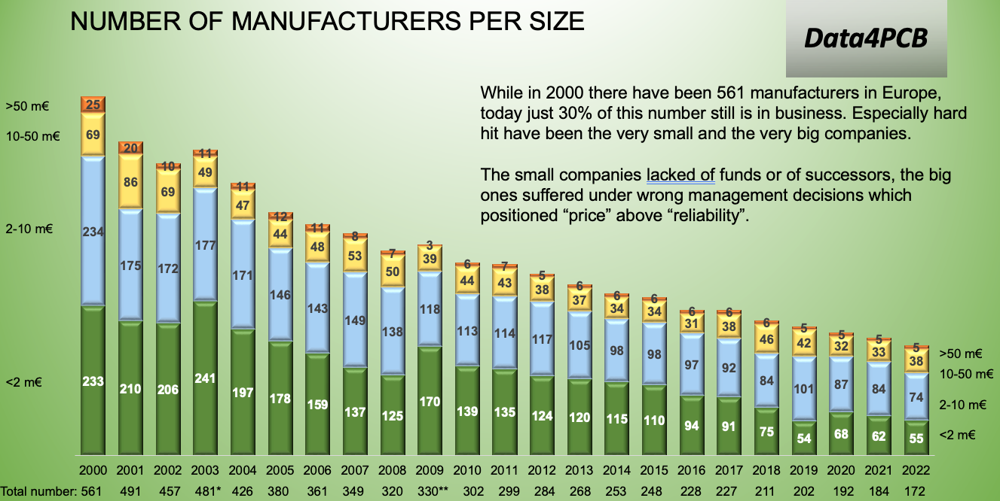 NUMBER OF MANUFACTURERS PER SIZE
Data4PCB
While in 2000 there have been 561 manufacturers in Europe,
today just 30% of this number still is in business. Especially hard
hit have been the very small and the very big companies.
The small companies lacked of funds or of successors, the big
ones suffered under wrong management decisions which
positioned “price” above “reliability”.
>50 m€
10-50 m€
2-10 m€
<2 m€
25 20 10 11 11 12 11 8 7 3 6 7 5 6 6 6 6 6 6 5 5 5 5
69 86 69 49 47 44 48 53 50 39 44 43 38 37 34 34 31 38 46 42 32 33 38
234 175 172 177 171 146 143 149 138 118 113 114 117 105 98 98 97 92 84 101 87 84 74
233 210 206 241 197 178 159 137 125 170 139 135 124 120 115 110 94 91 75 54 68 62 55
>50 m€
10-50 m€
2-10 m€
<2 m€
2000 2001 2002 2003 2004 2005 2006 2007 2008 2009 2010 2011 2012 2013 2014 2015 2016 2017 2018 2019 2020 2021 2022
Total number: 561 491 457 481* 426 380 361 349 320 330** 302 299 284 268 253 248 228 227 211 202 192 184 172